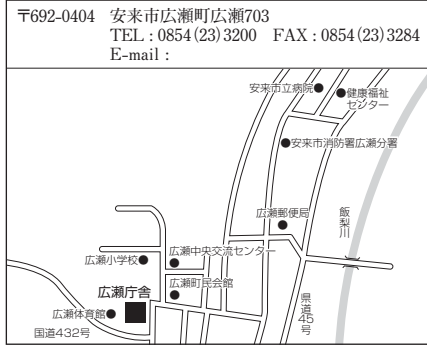 〒692-0404 安来市広瀬町広瀬703
TEL : 0854(23)3200 FAX : 0854(23)3284
E-mail :
安来市立病院
健康福祉
センター
安来市消防署広瀬分署
広瀬郵便局
飯梨川
広瀬中央交流センター
広瀬小学校
広瀬町民会館
広瀬庁舎
県道45号
広瀬体育館
国道432号